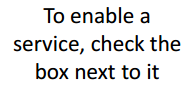 To enable a
service, check the
box next to it